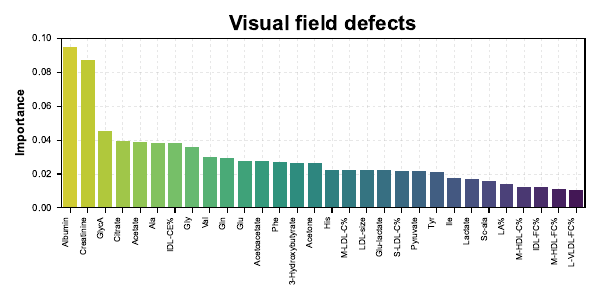 Visual field defects
Importance
0.10
0.08
0.06
0.04
0.02
0.00
Albumin
Creatinine
GlycA
Citrate
Acetate
Ala
IDL-CE%
Gly
Val
Gln
Glu
Acetoacetate
Phe
3-Hydroxybutyrate
Acetone
His
M-LDL-C%
LDL-size
Glu-lactate
S-LDL-C%
Pyruvate
Tyr
Ile
Lactate
Sc-ala
LA%
M-HDL-C%
IDL-FC%
M-HDL-FC%
L-VLDL-FC%